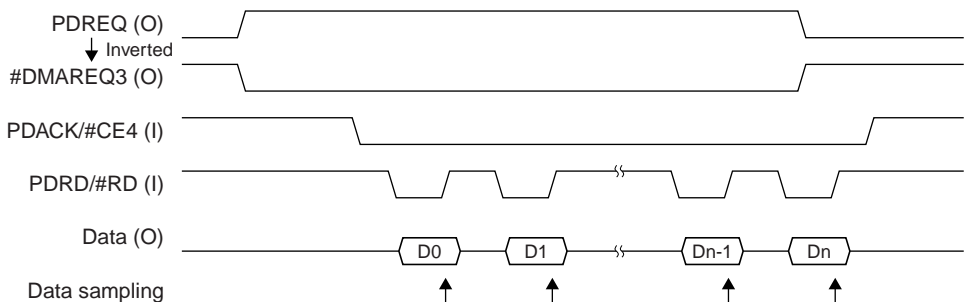 PDREQ (O)
Inverted
#DMAREQ3 (O)
PDACK/#CE4 (I)
PDRD/#RD (I)
Data (O)
D0 D1 Dn-1 Dn
Data sampling